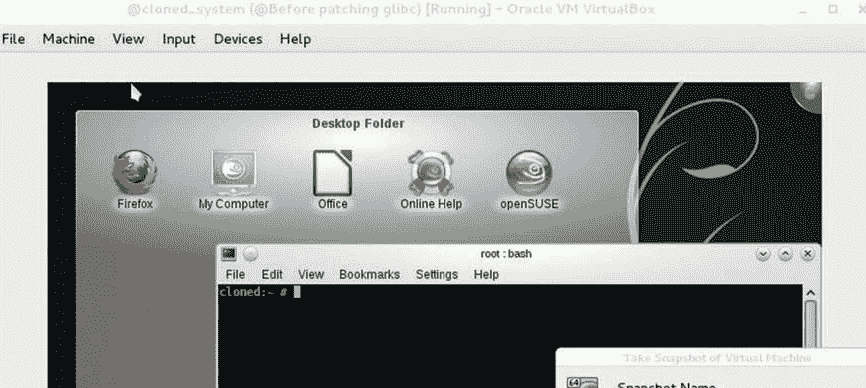 @cloned_system (@Before patching glibc) [Running] - Oracle VM VirtualBox
File Machine View Input Devices Help
Desktop Folder
Firefox My Computer Office Online Help openSUSE
root : bash
File Edit View Bookmarks Settings Help
cloned:~ #
Take Snapshot of Virtual Machine
64
Snapshot Name